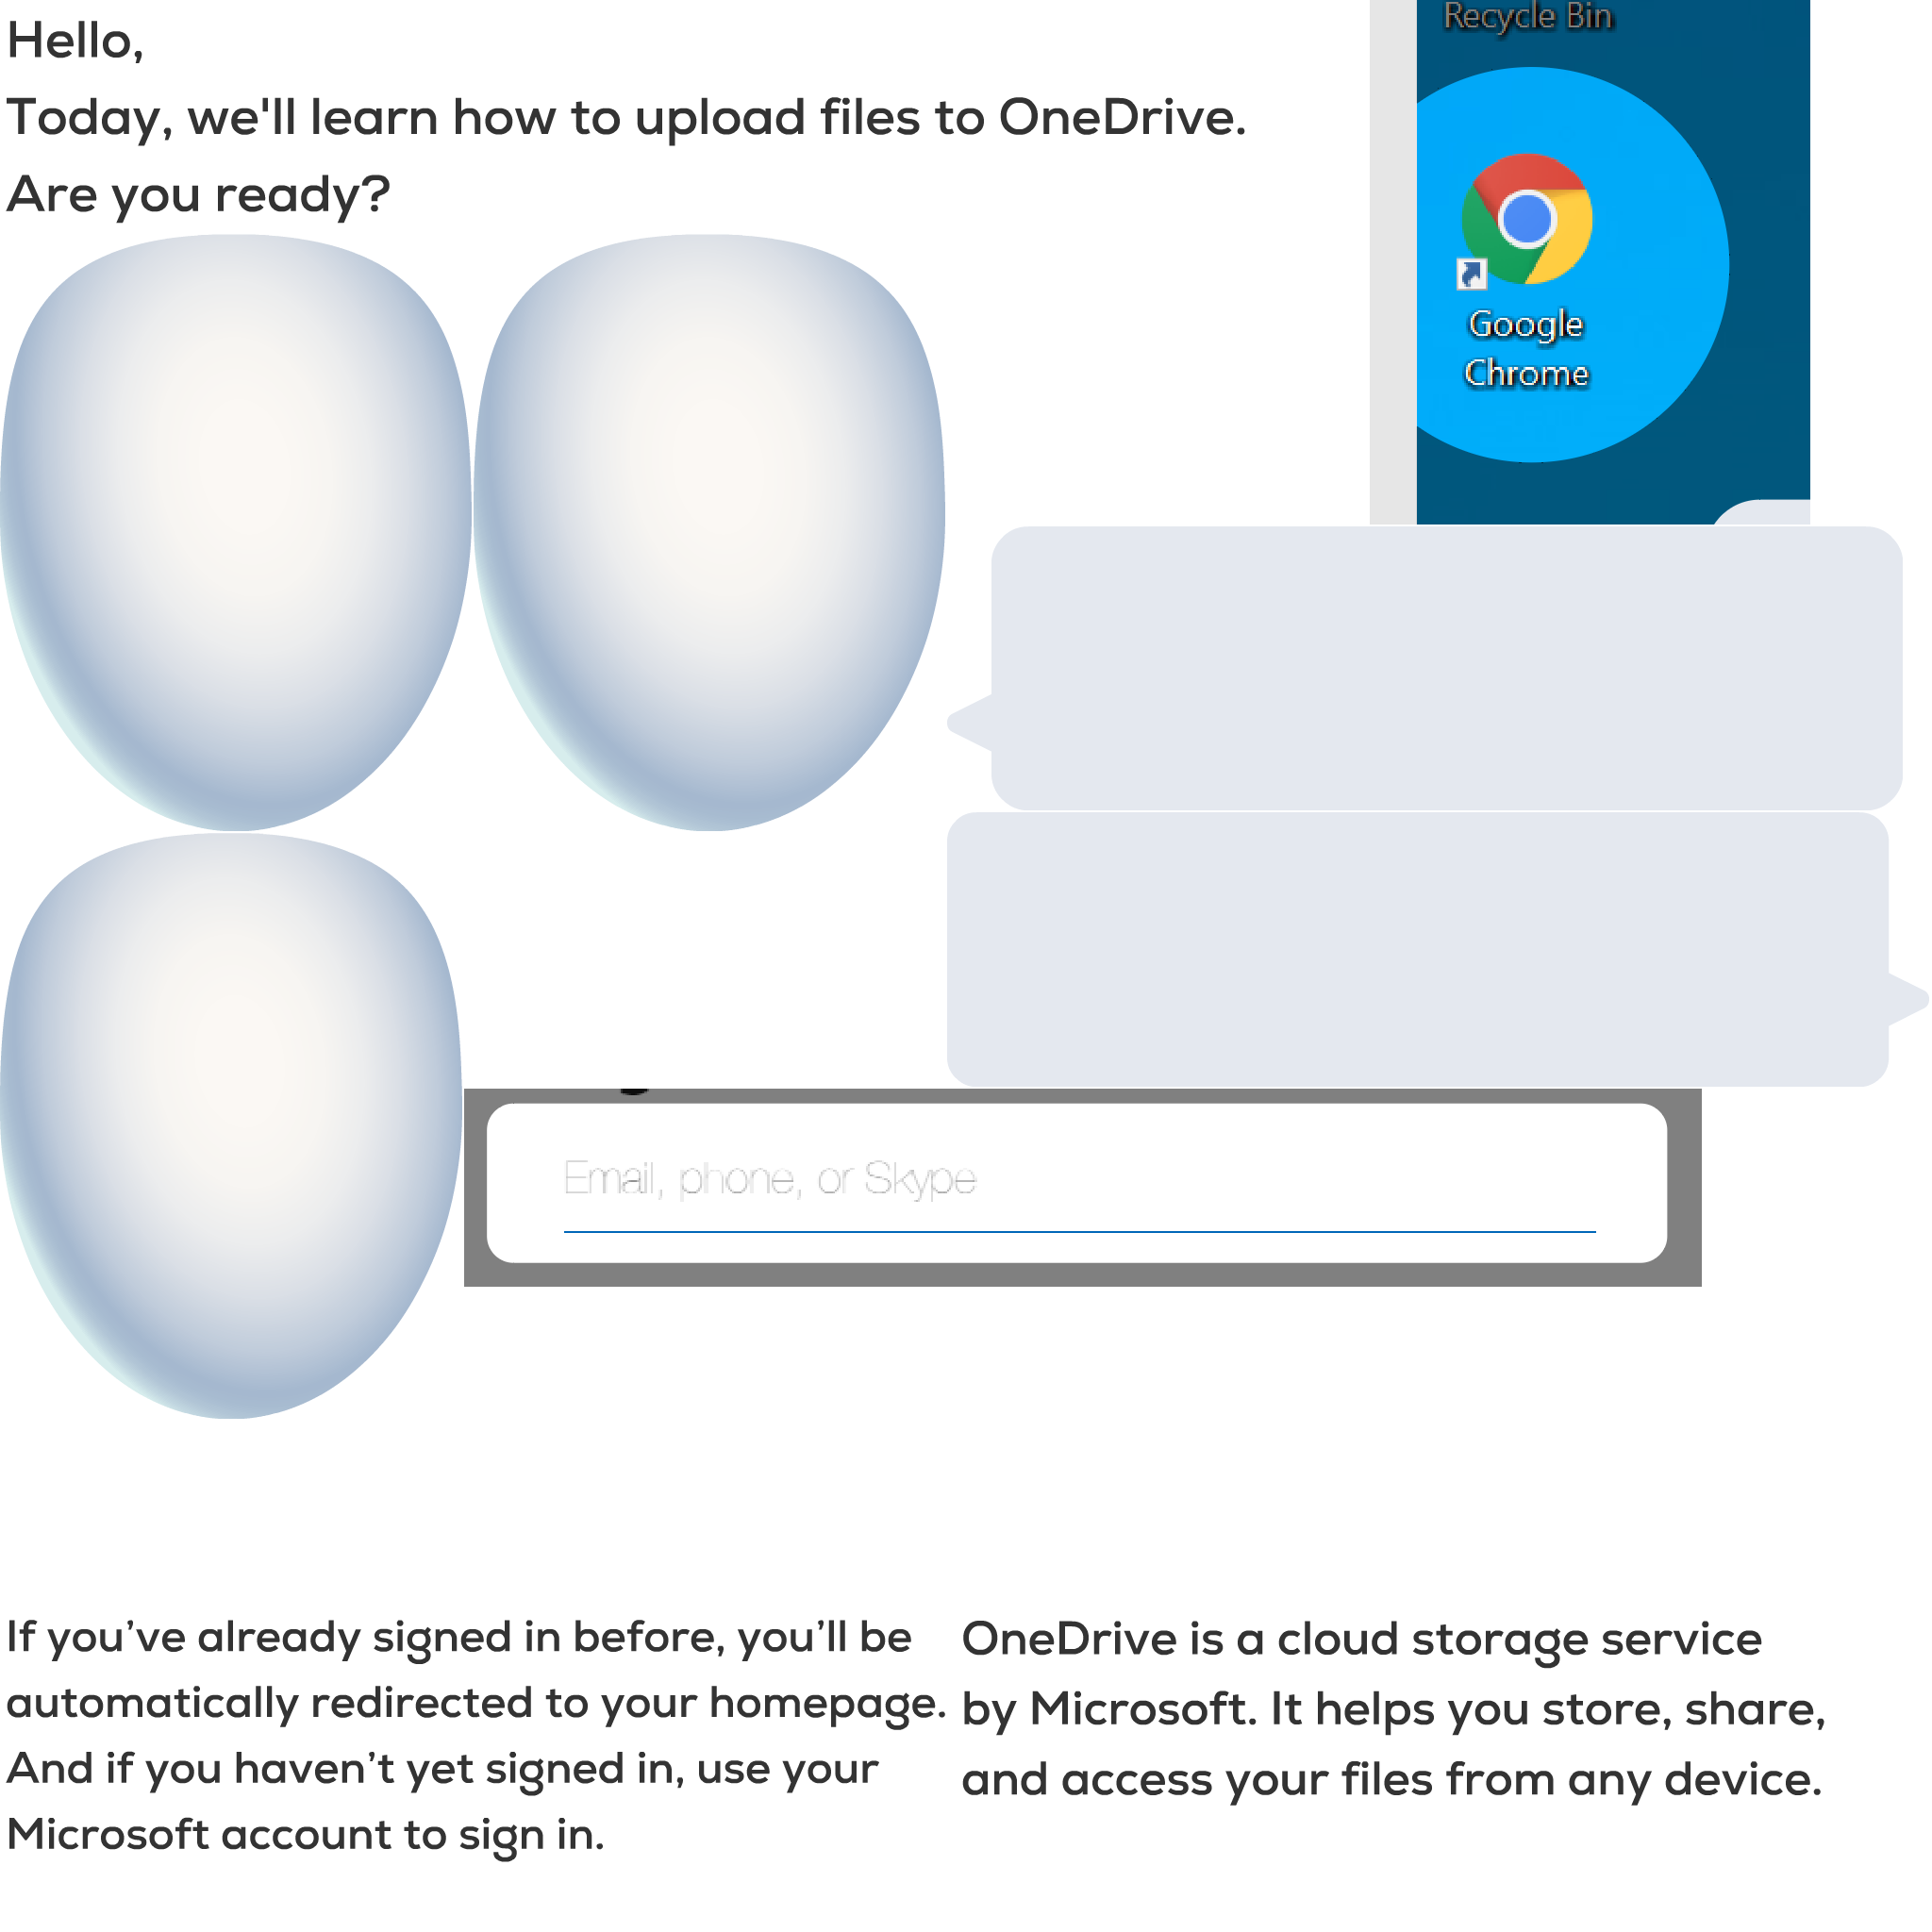 Hello,
Today, we'll learn how to upload files to OneDrive.
Are you ready?
Recycle Bin
Google
Chrome
Email, phone, or Skype
If you’ve already signed in before, you’ll be
automatically redirected to your homepage.
And if you haven’t yet signed in, use your
Microsoft account to sign in.
OneDrive is a cloud storage service
by Microsoft. It helps you store, share,
and access your files from any device.